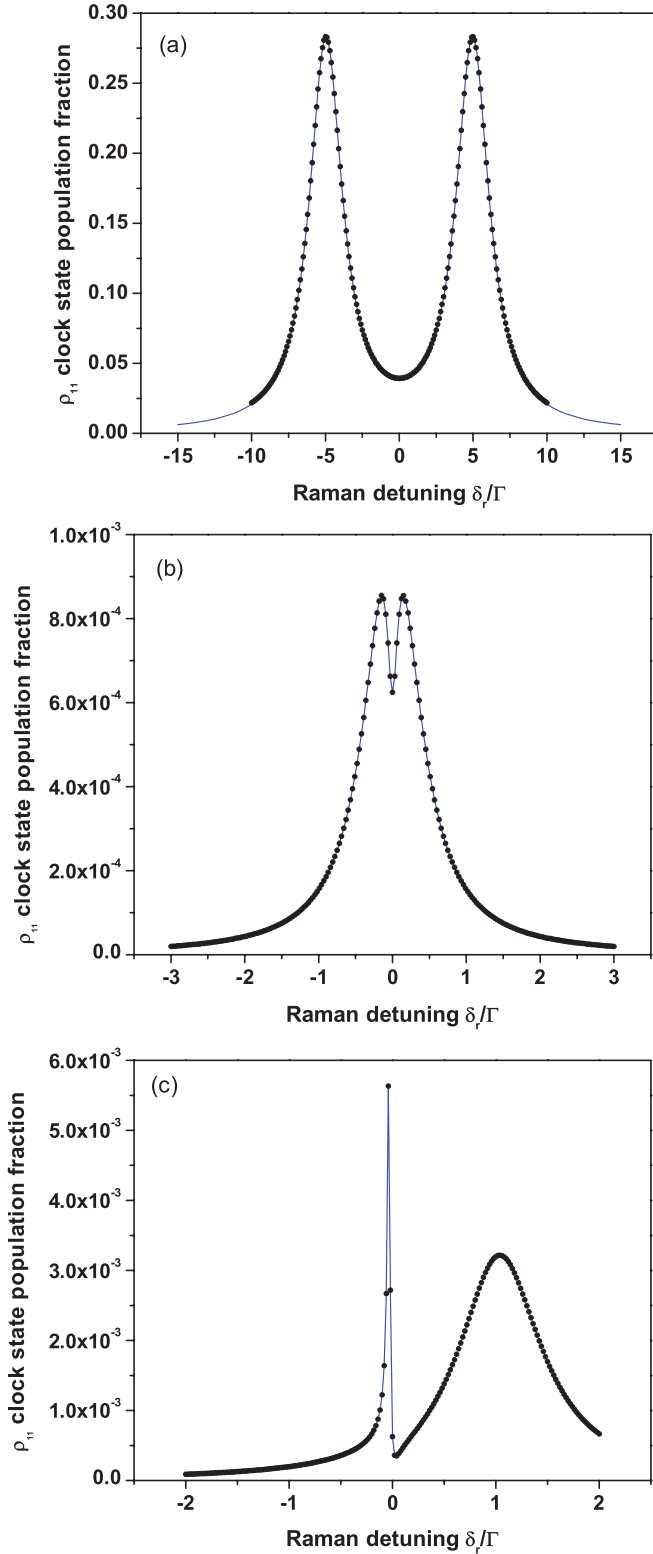 (a)
0.30
0.25
0.20
0.15
0.10
0.05
0.00
ρ₁₁ clock state population fraction
-15 -10 -5 0 5 10 15
Raman detuning δᵣ/Γ
(b)
1.0x10⁻³
8.0x10⁻⁴
6.0x10⁻⁴
4.0x10⁻⁴
2.0x10⁻⁴
0.0
ρ₁₁ clock state population fraction
-3 -2 -1 0 1 2 3
Raman detuning δᵣ/Γ
(c)
6.0x10⁻³
5.0x10⁻³
4.0x10⁻³
3.0x10⁻³
2.0x10⁻³
1.0x10⁻³
0.0
ρ₁₁ clock state population fraction
-2 -1 0 1 2
Raman detuning δᵣ/Γ